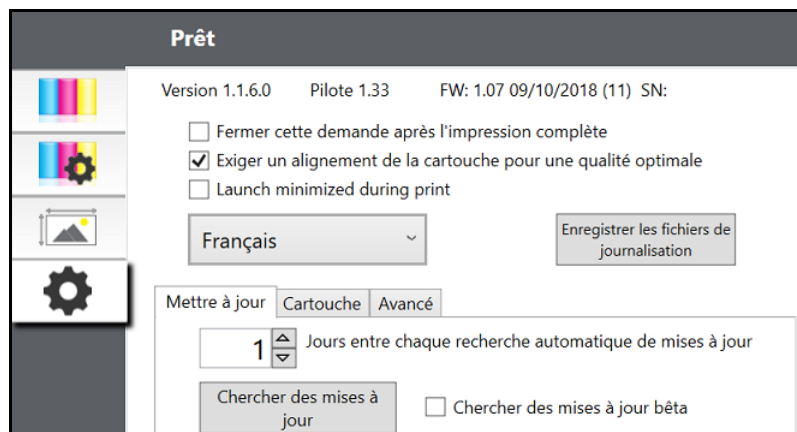 Prêt
Version 1.1.6.0 Pilote 1.33 FW: 1.07 09/10/2018 (11) SN:
Fermer cette demande après l'impression complète
Exiger un alignement de la cartouche pour une qualité optimale
Launch minimized during print
Français
Enregistrer les fichiers de
journalisation
Mettre à jour Cartouche Avancé
1 Jours entre chaque recherche automatique de mises à jour
Chercher des mises à
jour
Chercher des mises à jour bêta